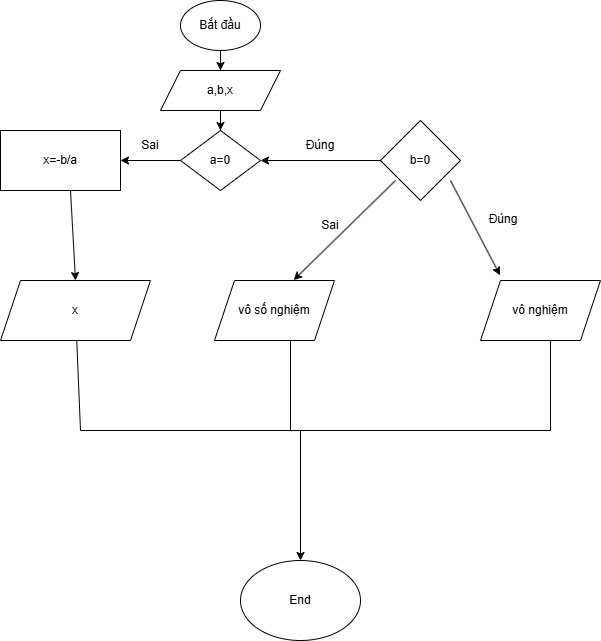 Bắt đầu
a,b,x
Sai
Đúng
x=-b/a
a=0
b=0
Sai
Đúng
x
vô số nghiệm
vô nghiệm
End